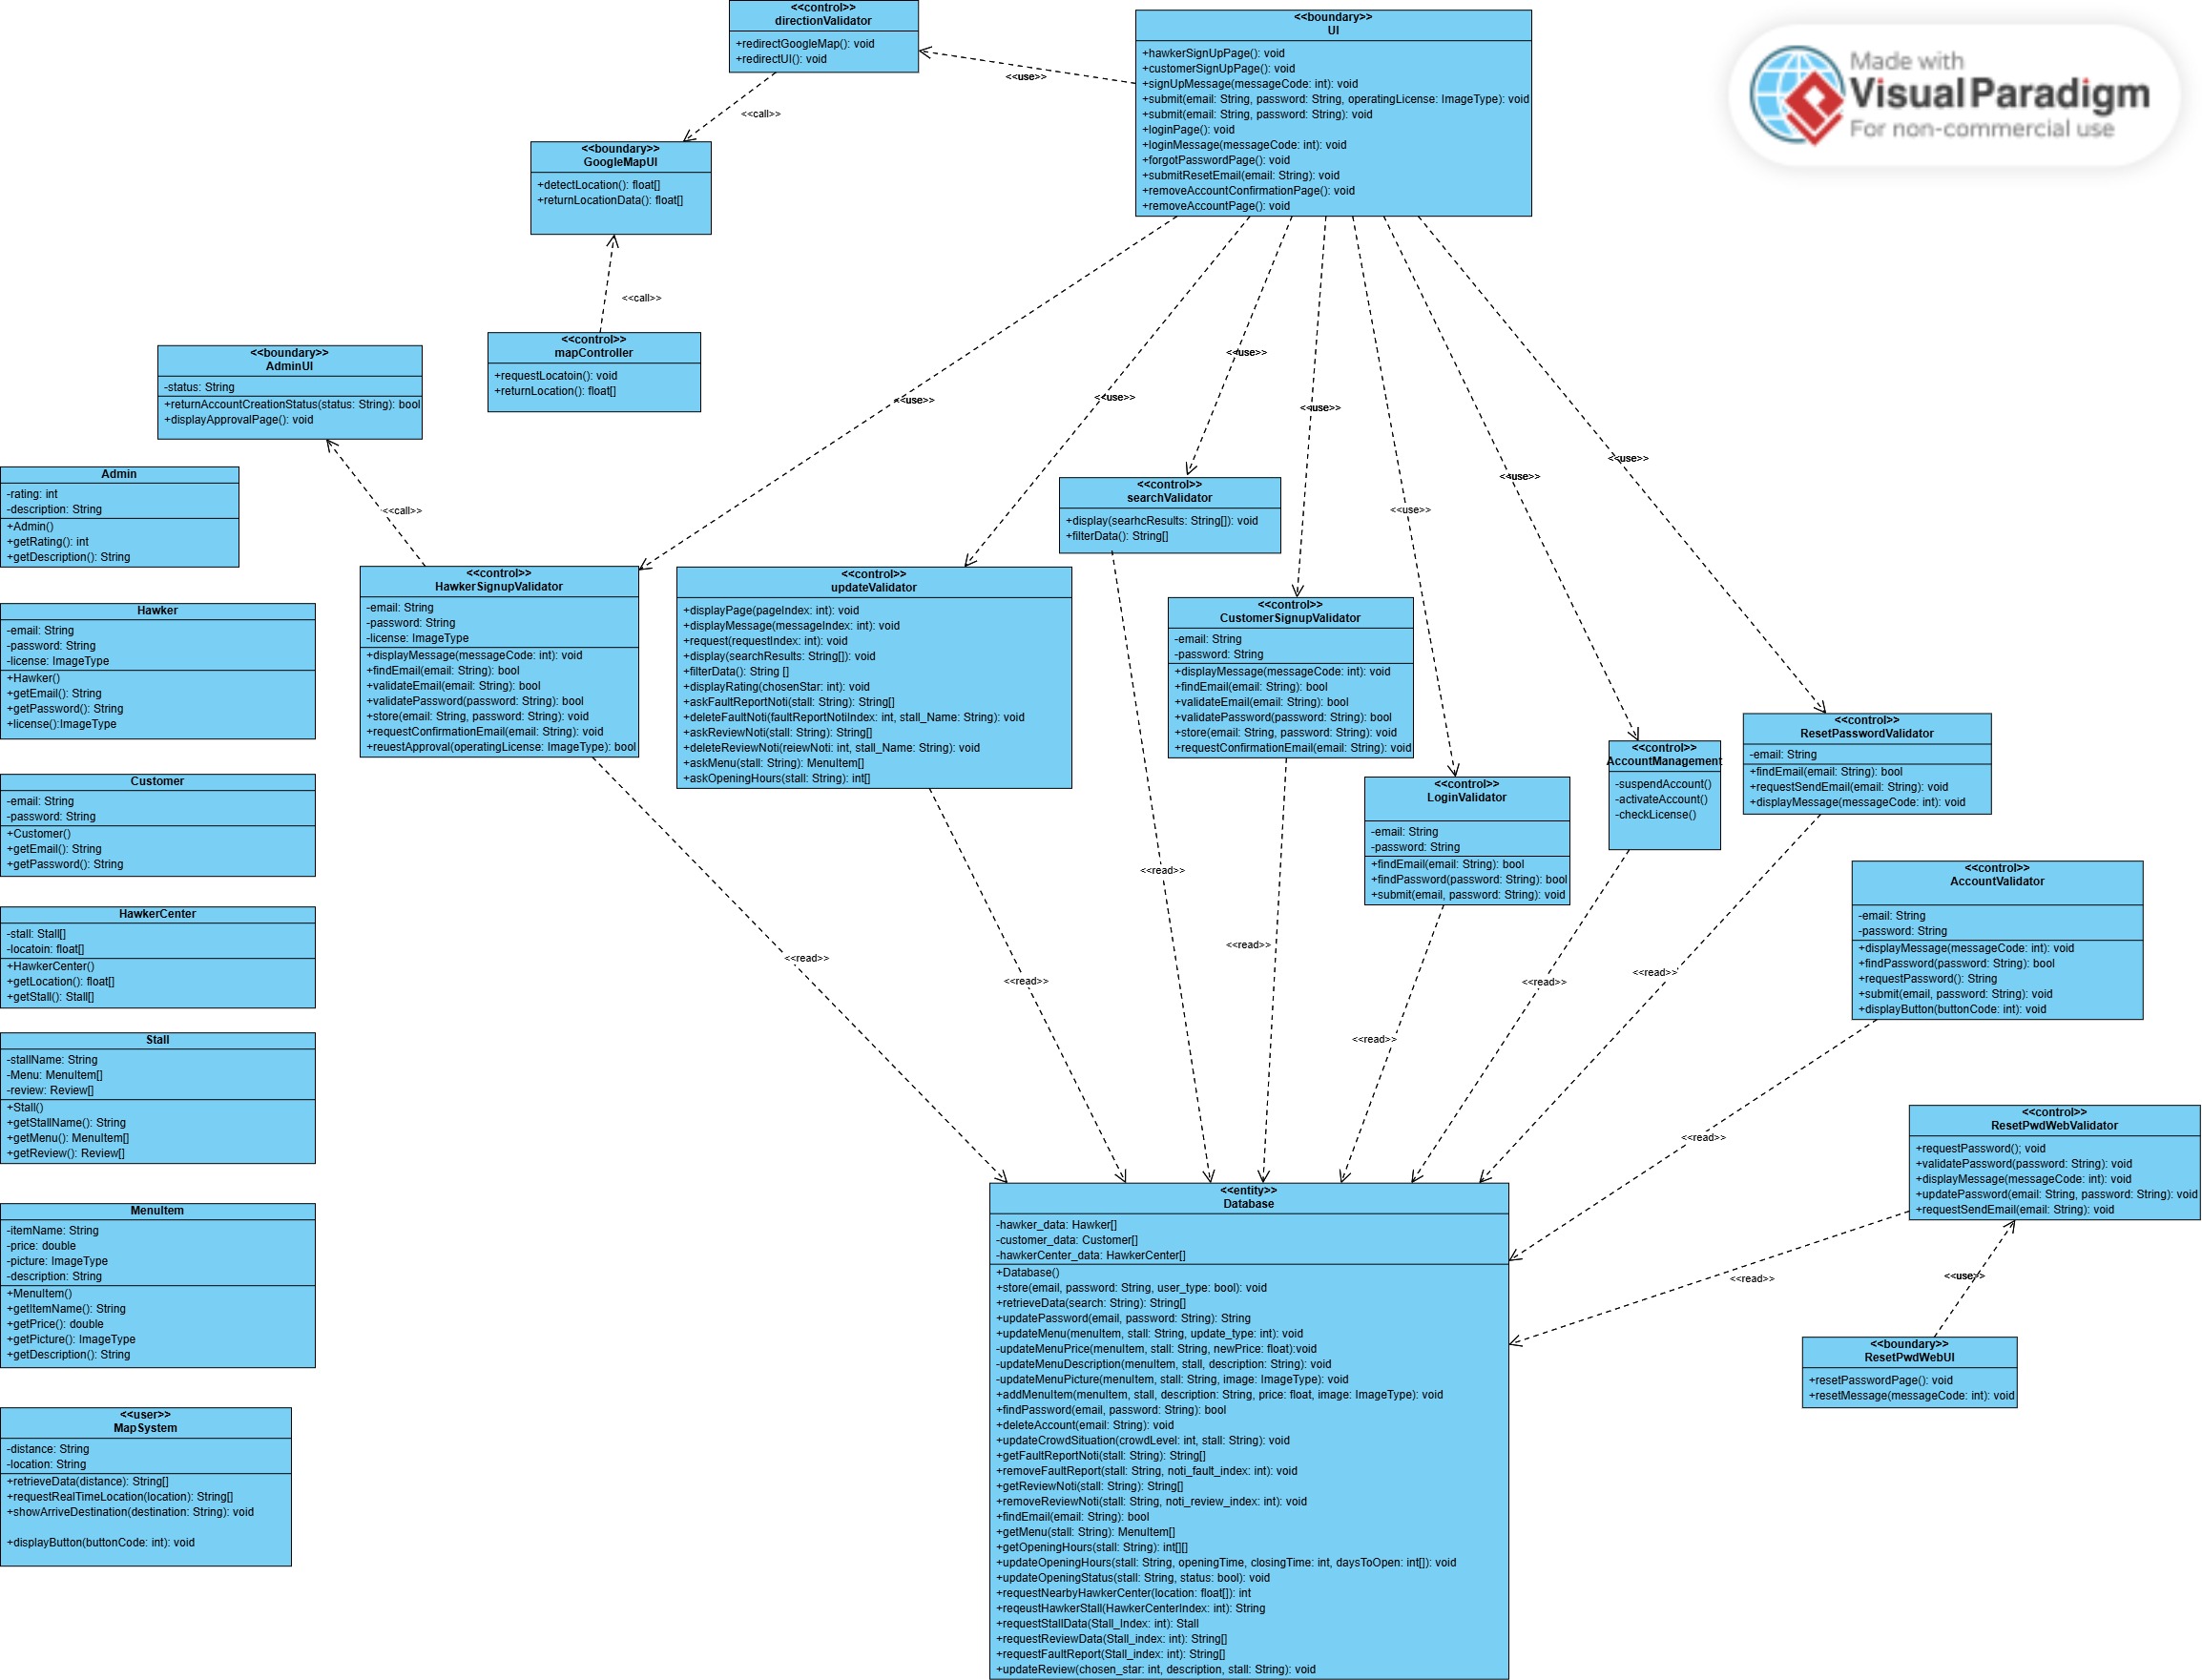 <<control>>
directionValidator
+redirectGoogleMap(): void
+redirectUI(): void
<<boundary>>
UI
+hawkerSignUpPage(): void
+customerSignUpPage(): void
+signUpMessage(messageCode: int): void
+submit(email: String, password: String, operatingLicense: ImageType): void
+submit(email: String, password: String): void
+loginPage(): void
+loginMessage(messageCode: int): void
+forgotPasswordPage(): void
+submitResetEmail(email: String): void
+removeAccountConfirmationPage(): void
+removeAccountPage(): void
Made with
Visual Paradigm
For non-commercial use
<<use>>
<<call>>
<<boundary>>
GoogleMapUI
+detectLocation(): float[]
+returnLocationData(): float[]
<<call>>
<<control>>
mapController
+requestLocatoin(): void
+returnLocation(): float[]
<<boundary>>
AdminUI
-status: String
+returnAccountCreationStatus(status: String): bool
+displayApprovalPage(): void
<<use>>
<<use>>
<<use>>
<<use>>
<<use>>
<<use>>
<<use>>
<<call>>
Admin
-rating: int
-description: String
+Admin()
+getRating(): int
+getDescription(): String
<<control>>
searchValidator
+display(searhcResults: String[]): void
+filterData(): String[]
Hawker
-email: String
-password: String
-license: ImageType
+Hawker()
+getEmail(): String
+getPassword(): String
+license():ImageType
<<control>>
HawkerSignupValidator
-email: String
-password: String
-license: ImageType
+displayMessage(messageCode: int): void
+findEmail(email: String): bool
+validateEmail(email: String): bool
+validatePassword(password: String): bool
+store(email: String, password: String): void
+requestConfirmationEmail(email: String): void
+reuestApproval(operatingLicense: ImageType): bool
<<control>>
updateValidator
+displayPage(pageIndex: int): void
+displayMessage(messageIndex: int): void
+request(requestIndex: int): void
+display(searchResults: String[]): void
+filterData(): String []
+displayRating(chosenStar: int): void
+askFaultReportNoti(stall: String): String[]
+deleteFaultNoti(faultReportNotiIndex: int, stall_Name: String): void
+askReviewNoti(stall: String): String[]
+deleteReviewNoti(reiewNoti: int, stall_Name: String): void
+askMenu(stall: String): MenuItem[]
+askOpeningHours(stall: String): int[]
<<control>>
CustomerSignupValidator
-email: String
-password: String
+displayMessage(messageCode: int): void
+findEmail(email: String): bool
+validateEmail(email: String): bool
+validatePassword(password: String): bool
+store(email: String, password: String): void
+requestConfirmationEmail(email: String): void
<<control>>
LoginValidator
-email: String
-password: String
+findEmail(email: String): bool
+findPassword(password: String): bool
+submit(email, password: String): void
<<control>>
AccountManagement
-suspendAccount()
-activateAccount()
-checkLicense()
<<control>>
ResetPasswordValidator
-email: String
+findEmail(email: String): bool
+requestSendEmail(email: String): void
+displayMessage(messageCode: int): void
Customer
-email: String
-password: String
+Customer()
+getEmail(): String
+getPassword(): String
<<control>>
AccountValidator
-email: String
-password: String
+displayMessage(messageCode: int): void
+findPassword(password: String): bool
+requestPassword(): String
+submit(email, password: String): void
+displayButton(buttonCode: int): void
HawkerCenter
-stall: Stall[]
-locatoin: float[]
+HawkerCenter()
+getLocation(): float[]
+getStall(): Stall[]
<<read>>
<<read>>
<<read>>
<<read>>
<<read>>
<<read>>
<<read>>
<<read>>
<<read>>
Stall
-stallName: String
-Menu: MenuItem[]
-review: Review[]
+Stall()
+getStallName(): String
+getMenu(): MenuItem[]
+getReview(): Review[]
<<control>>
ResetPwdWebValidator
+requestPassword(); void
+validatePassword(password: String): void
+displayMessage(messageCode: int): void
+updatePassword(email: String, password: String): void
+requestSendEmail(email: String): void
<<use>>
<<boundary>>
ResetPwdWebUI
+resetPasswordPage(): void
+resetMessage(messageCode: int): void
MenuItem
-itemName: String
-price: double
-picture: ImageType
-description: String
+MenuItem()
+getItemName(): String
+getPrice(): double
+getPicture(): ImageType
+getDescription(): String
<<user>>
MapSystem
-distance: String
-location: String
+retrieveData(distance): String[]
+requestRealTimeLocation(location): String[]
+showArriveDestination(destination: String): void
+displayButton(buttonCode: int): void
<<entity>>
Database
-hawker_data: Hawker[]
-customer_data: Customer[]
-hawkerCenter_data: HawkerCenter[]
+Database()
+store(email, password: String, user_type: bool): void
+retrieveData(search: String): String[]
+updatePassword(email, password: String): String
+updateMenu(menuItem, stall: String, update_type: int): void
-updateMenuPrice(menuItem, stall: String, newPrice: float):void
-updateMenuDescription(menuItem, stall, description: String): void
-updateMenuPicture(menuItem, stall: String, image: ImageType): void
+addMenuItem(menuItem, stall, description: String, price: float, image: ImageType): void
+findPassword(email, password: String): bool
+deleteAccount(email: String): void
+updateCrowdSituation(crowdLevel: int, stall: String): void
+getFaultReportNoti(stall: String): String[]
+removeFaultReport(stall: String, noti_fault_index: int): void
+getReviewNoti(stall: String): String[]
+removeReviewNoti(stall: String, noti_review_index: int): void
+findEmail(email: String): bool
+getMenu(stall: String): MenuItem[]
+getOpeningHours(stall: String): int[][]
+updateOpeningHours(stall: String, openingTime, closingTime: int, daysToOpen: int[]): void
+updateOpeningStatus(stall: String, status: bool): void
+requestNearbyHawkerCenter(location: float[]): int
+reqeustHawkerStall(HawkerCenterIndex: int): String
+requestStallData(Stall_Index: int): Stall
+requestReviewData(Stall_index: int): String[]
+requestFaultReport(Stall_index: int): String[]
+updateReview(chosen_star: int, description, stall: String): void